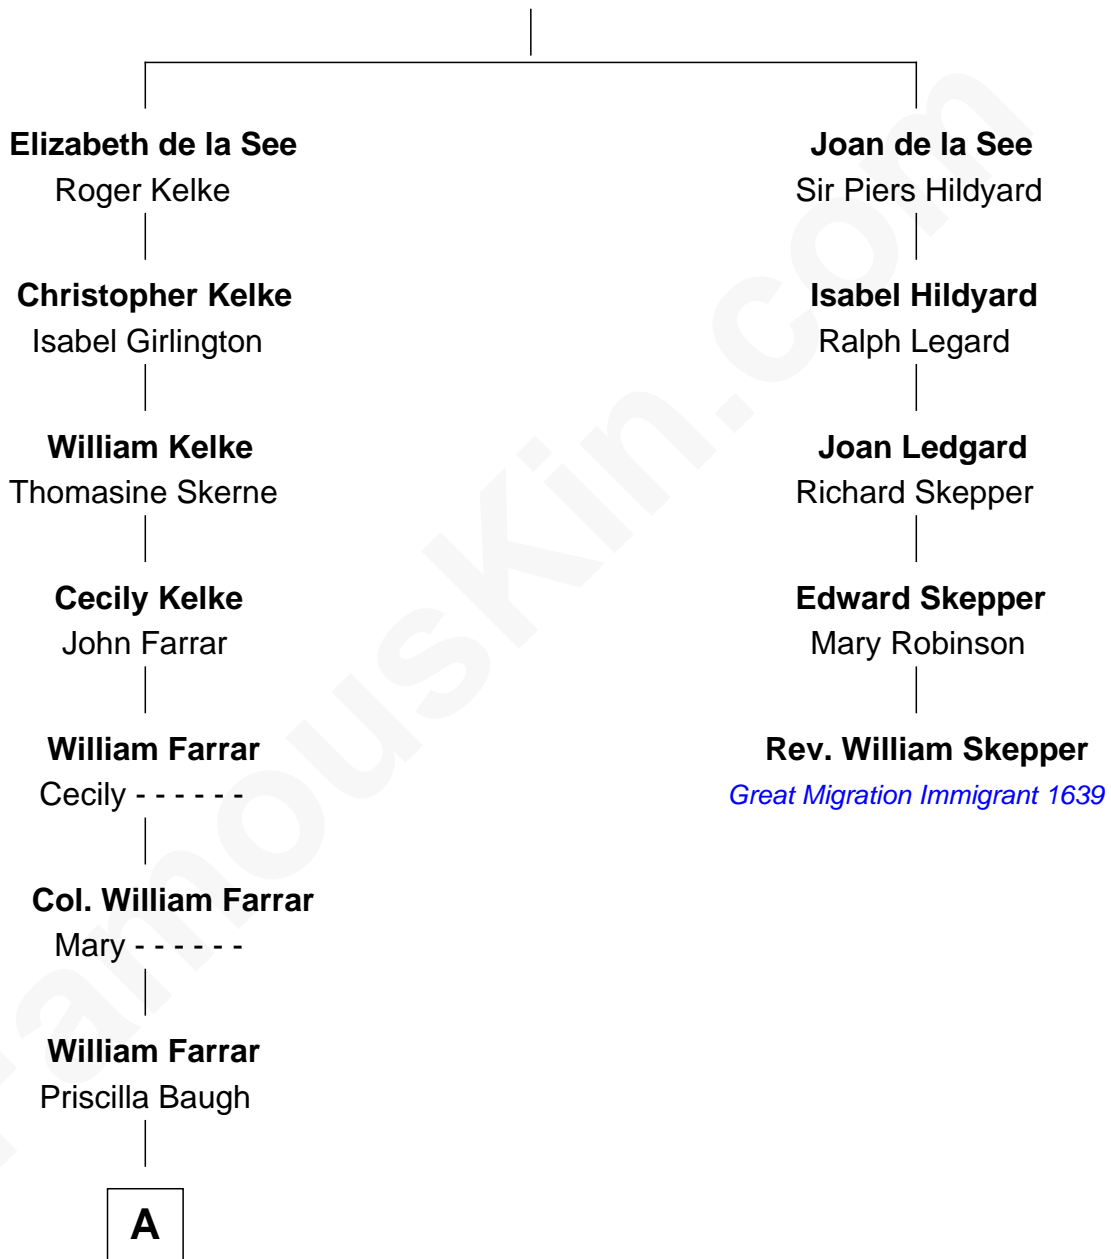 Elizabeth de la See
Roger Kelke
Christopher Kelke
Isabel Girlington
William Kelke
Thomasine Skerne
Cecily Kelke
John Farrar
William Farrar
Cecily - - - - - -
Col. William Farrar
Mary - - - - - -
William Farrar
Priscilla Baugh
A
Joan de la See
Sir Piers Hildyard
Isabel Hildyard
Ralph Legard
Joan Ledgard
Richard Skepper
Edward Skepper
Mary Robinson
Rev. William Skepper
Great Migration Immigrant 1639
FamousKin.com